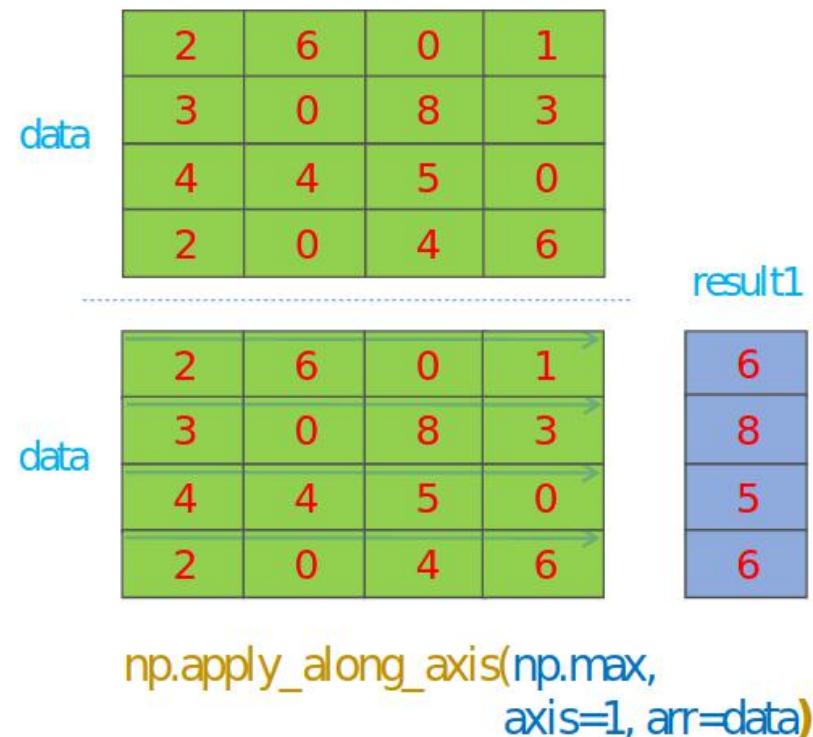 2 6 0 1
3 0 8 3
data
4 4 5 0
2 0 4 6
result1
2 6 0 1 6
3 0 8 3 8
data
4 4 5 0 5
2 0 4 6 6
np.apply_along_axis(np.max,
axis=1, arr=data)